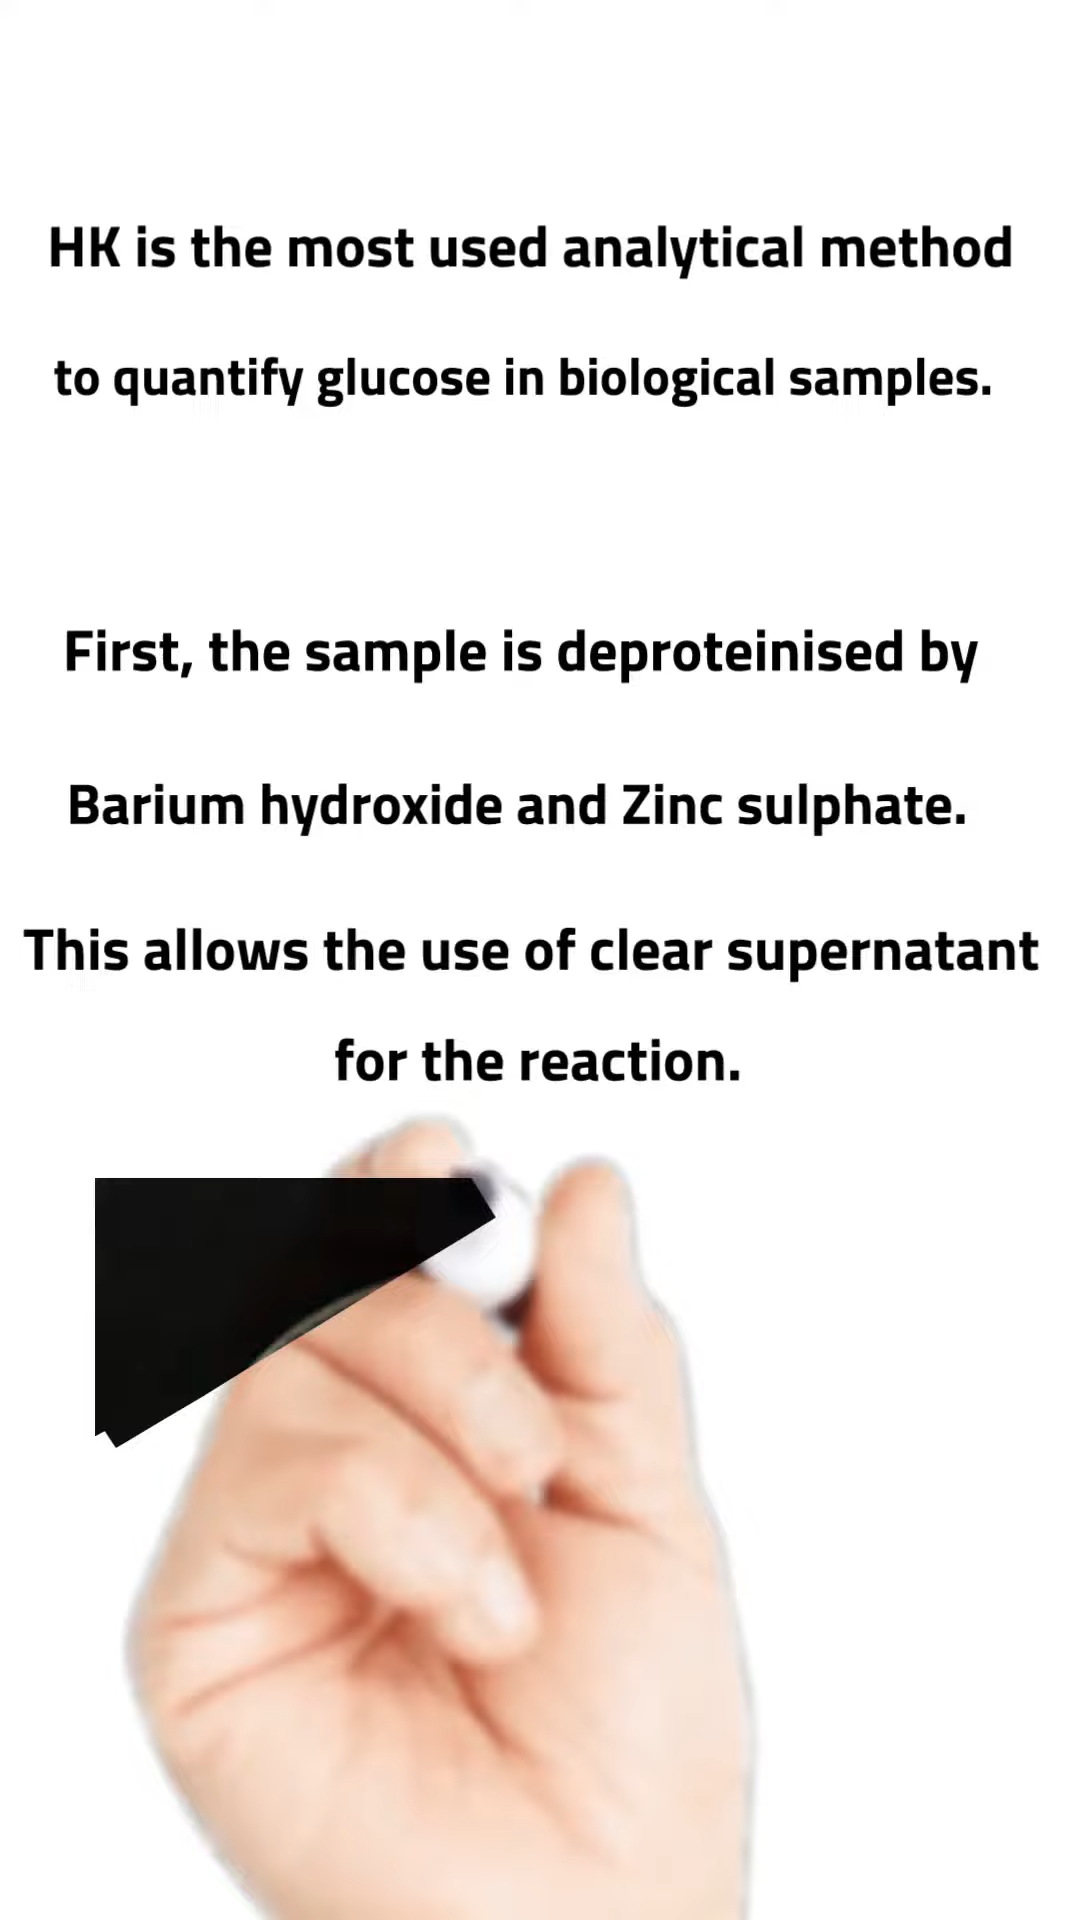 HK is the most used analytical method
to quantify glucose in biological samples.
First, the sample is deproteinised by
Barium hydroxide and Zinc sulphate.
This allows the use of clear supernatant
for the reaction.